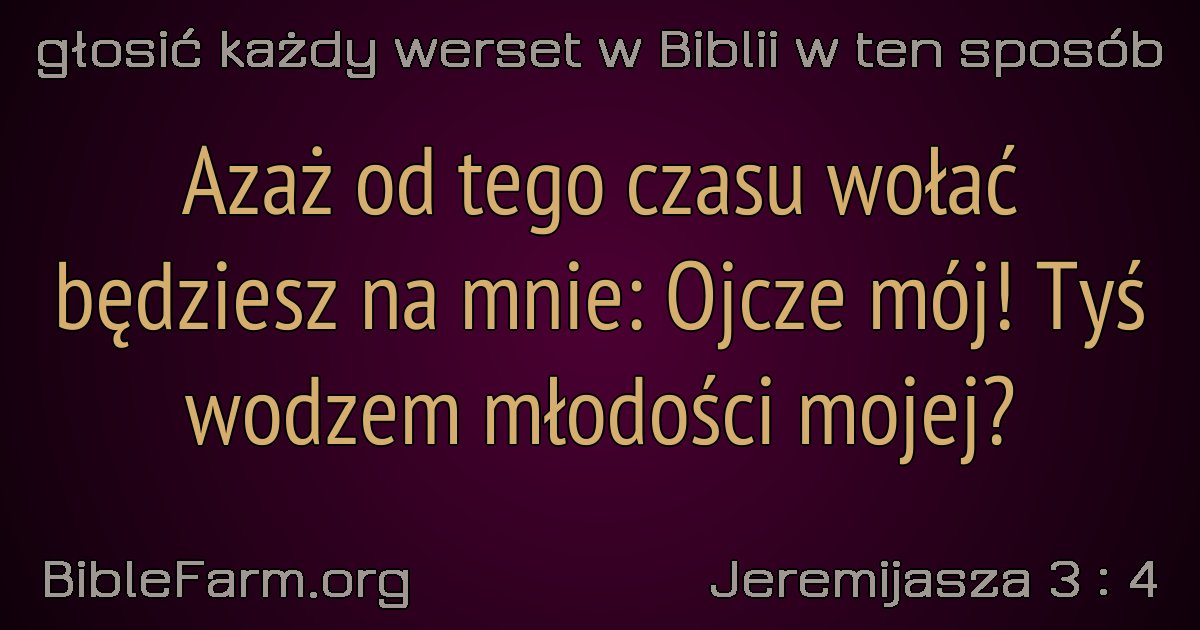 głosić każdy werset w Biblii w ten sposób
Azaż od tego czasu wołać
będziesz na mnie: Ojcze mój! Tyś
wodzem młodości mojej?
BibleFarm.org
Jeremijasza 3 : 4